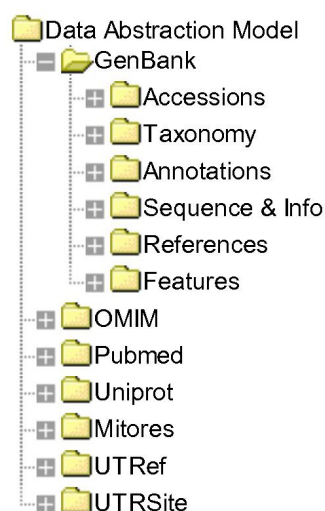 Data Abstraction Model
GenBank
Accessions
Taxonomy
Annotations
Sequence & Info
References
Features
OMIM
Pubmed
Uniprot
Mitores
UTRef
UTRSite